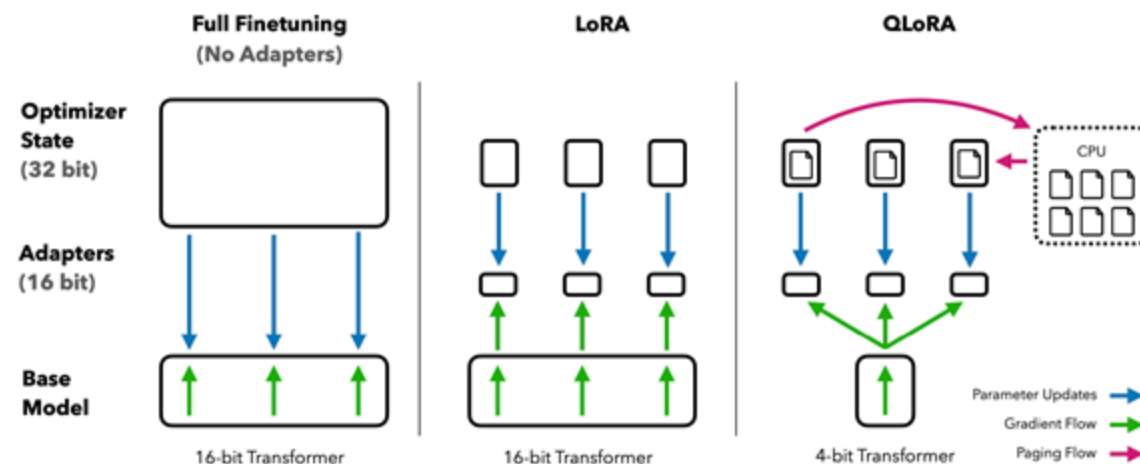 Full Finetuning
(No Adapters)
LoRA
QLoRA
Optimizer
State
(32 bit)
CPU
Adapters
(16 bit)
Base
Model
Parameter Updates
Gradient Flow
Paging Flow
16-bit Transformer
16-bit Transformer
4-bit Transformer